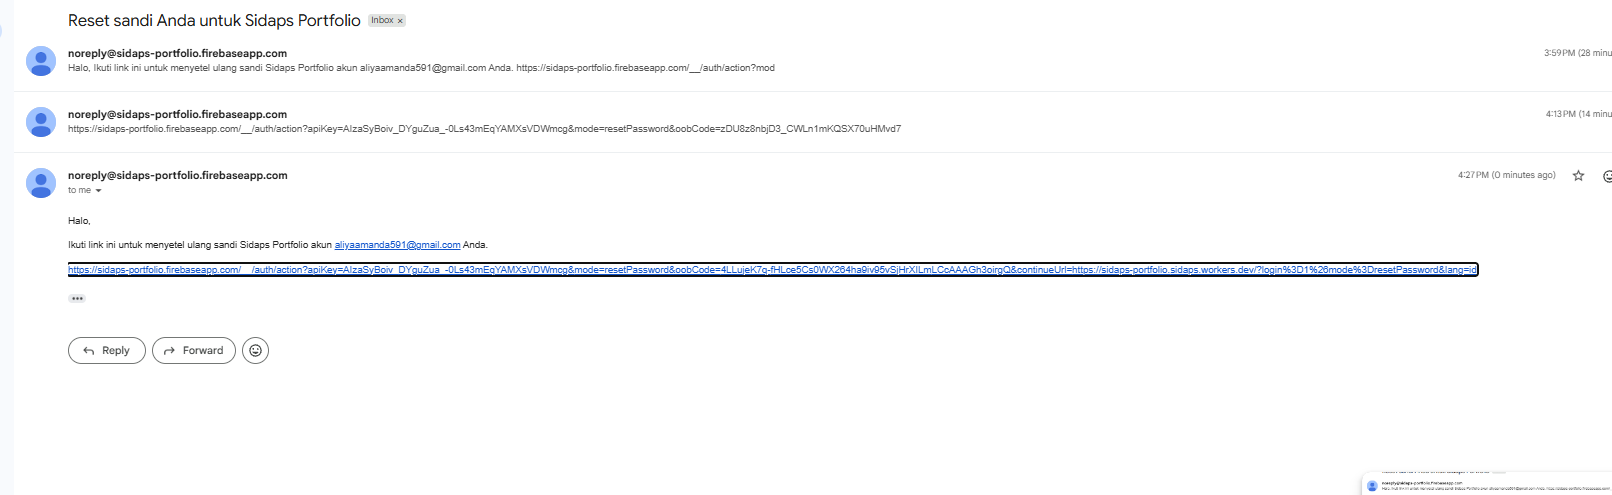 Reset sandi Anda untuk Sidaps Portfolio Inbox ×
noreply@sidaps-portfolio.firebaseapp.com 3:59 PM (28 minu
Halo, Ikuti link ini untuk menyetel ulang sandi Sidaps Portfolio akun aliyaamanda591@gmail.com Anda. https://sidaps-portfolio.firebaseapp.com/__/auth/action?mod
noreply@sidaps-portfolio.firebaseapp.com 4:13 PM (14 minu
https://sidaps-portfolio.firebaseapp.com/__/auth/action?apiKey=AIzaSyBoiv_DYguZua_-0Ls43mEqYAMXsVDWmcg&mode=resetPassword&oobCode=zDU8z8nbjD3_CWLn1mKQSX70uHMvd7
noreply@sidaps-portfolio.firebaseapp.com 4:27 PM (0 minutes ago)
to me
Halo,
Ikuti link ini untuk menyetel ulang sandi Sidaps Portfolio akun aliyaamanda591@gmail.com Anda.
https://sidaps-portfolio.firebaseapp.com/__/auth/action?apiKey=AIzaSyBoiv_DYguZua_-0Ls43mEqYAMXsVDWmcg&mode=resetPassword&oobCode=4LLujeK7q-fHLce5Cs0WX264ha9iv95vSjHrXILmLCcAAAGh3oirgQ&continueUrl=https://sidaps-portfolio.sidaps.workers.dev/?login%3D1%26mode%3DresetPassword&lang=id
Reply Forward
noreply@sidaps-portfolio.firebaseapp.com